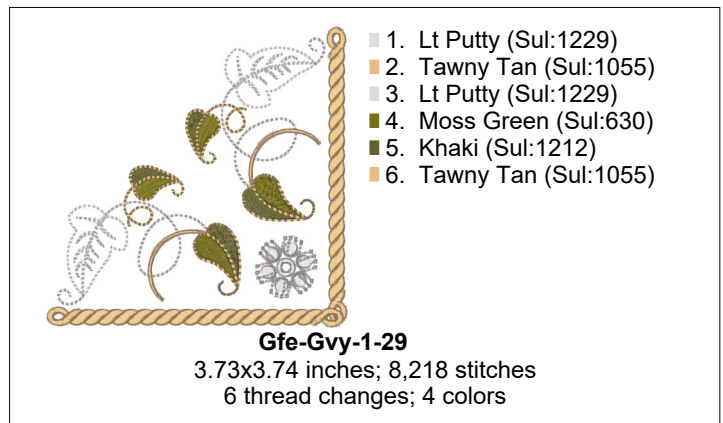 1. Lt Putty (Sul:1229)
2. Tawny Tan (Sul:1055)
3. Lt Putty (Sul:1229)
4. Moss Green (Sul:630)
5. Khaki (Sul:1212)
6. Tawny Tan (Sul:1055)
Gfe-Gvy-1-29
3.73x3.74 inches; 8,218 stitches
6 thread changes; 4 colors